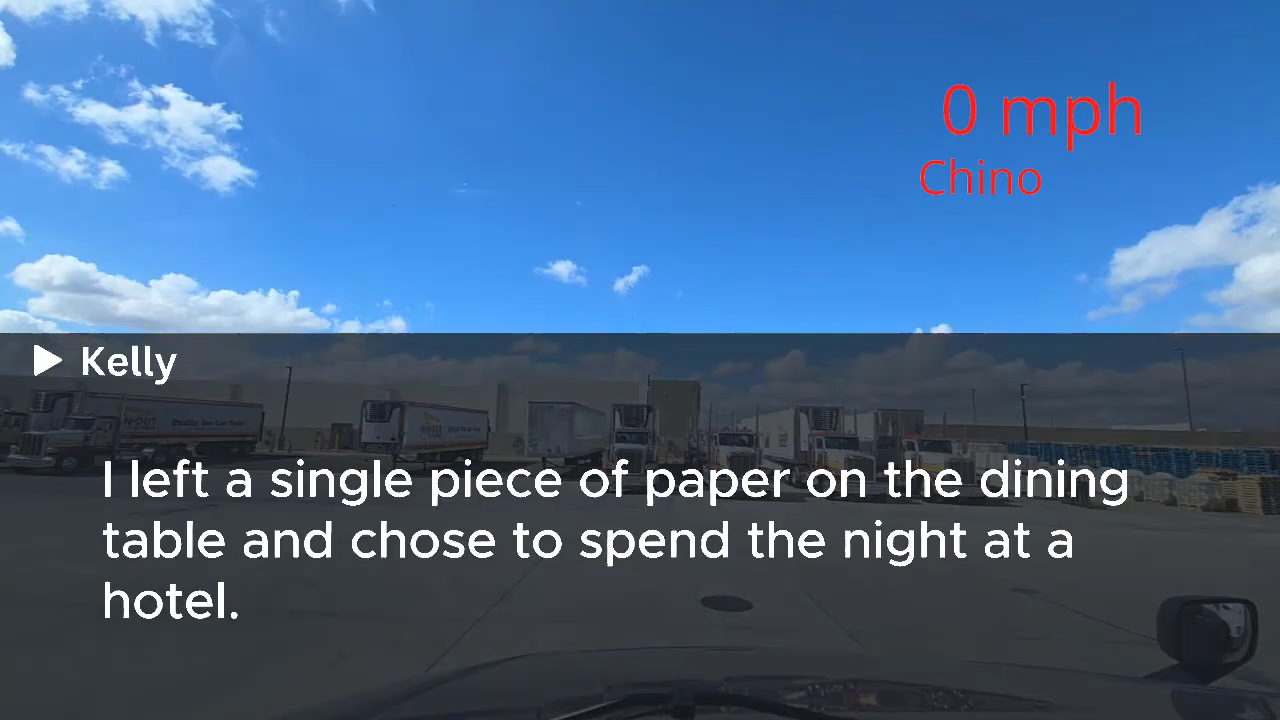 0 mph
Chino
Kelly
I left a single piece of paper on the dining
table and chose to spend the night at a
hotel.